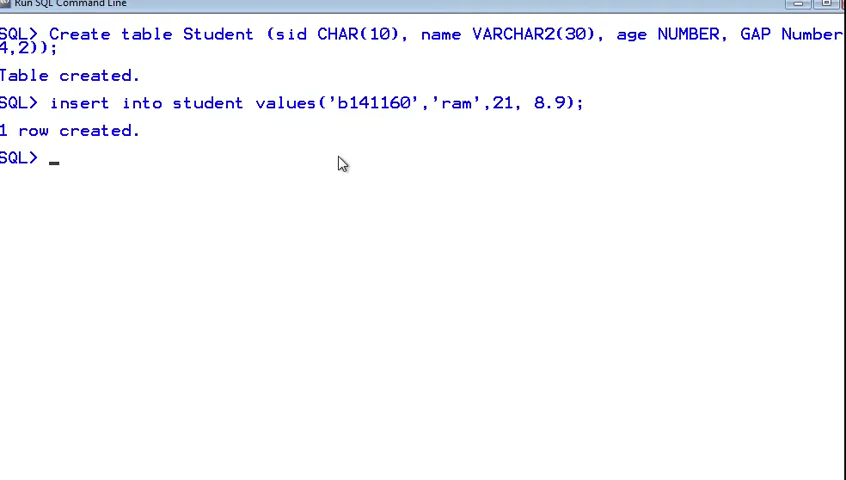 Run SQL Command Line
SQL> Create table Student (sid CHAR(10), name VARCHAR2(30), age NUMBER, GAP Number
4,2));
Table created.
SQL> insert into student values('b141160','ram',21, 8.9);
1 row created.
SQL> _